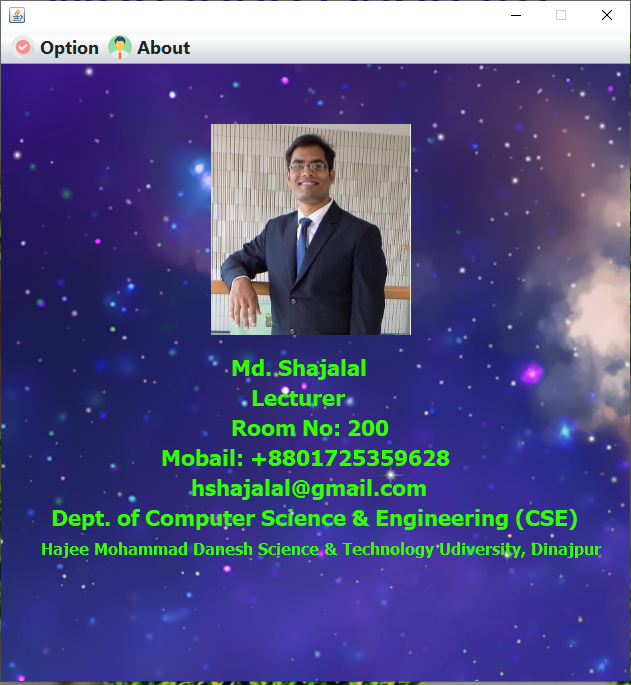 Option About
Md. Shajalal
Lecturer
Room No: 200
Mobail: +8801725359628
hshajalal@gmail.com
Dept. of Computer Science & Engineering (CSE)
Hajee Mohammad Danesh Science & Technology Udiversity, Dinajpur